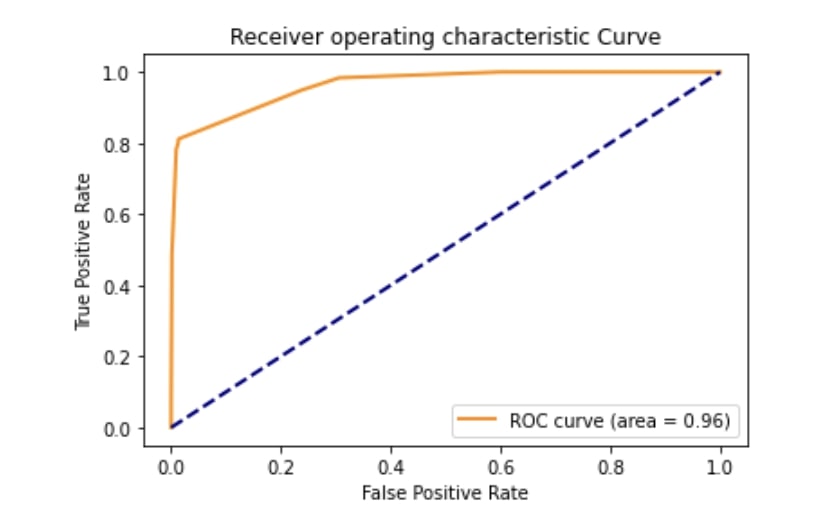 Receiver operating characteristic Curve
1.0
0.8
0.6
0.4
0.2
0.0
True Positive Rate
ROC curve (area = 0.96)
0.0 0.2 0.4 0.6 0.8 1.0
False Positive Rate